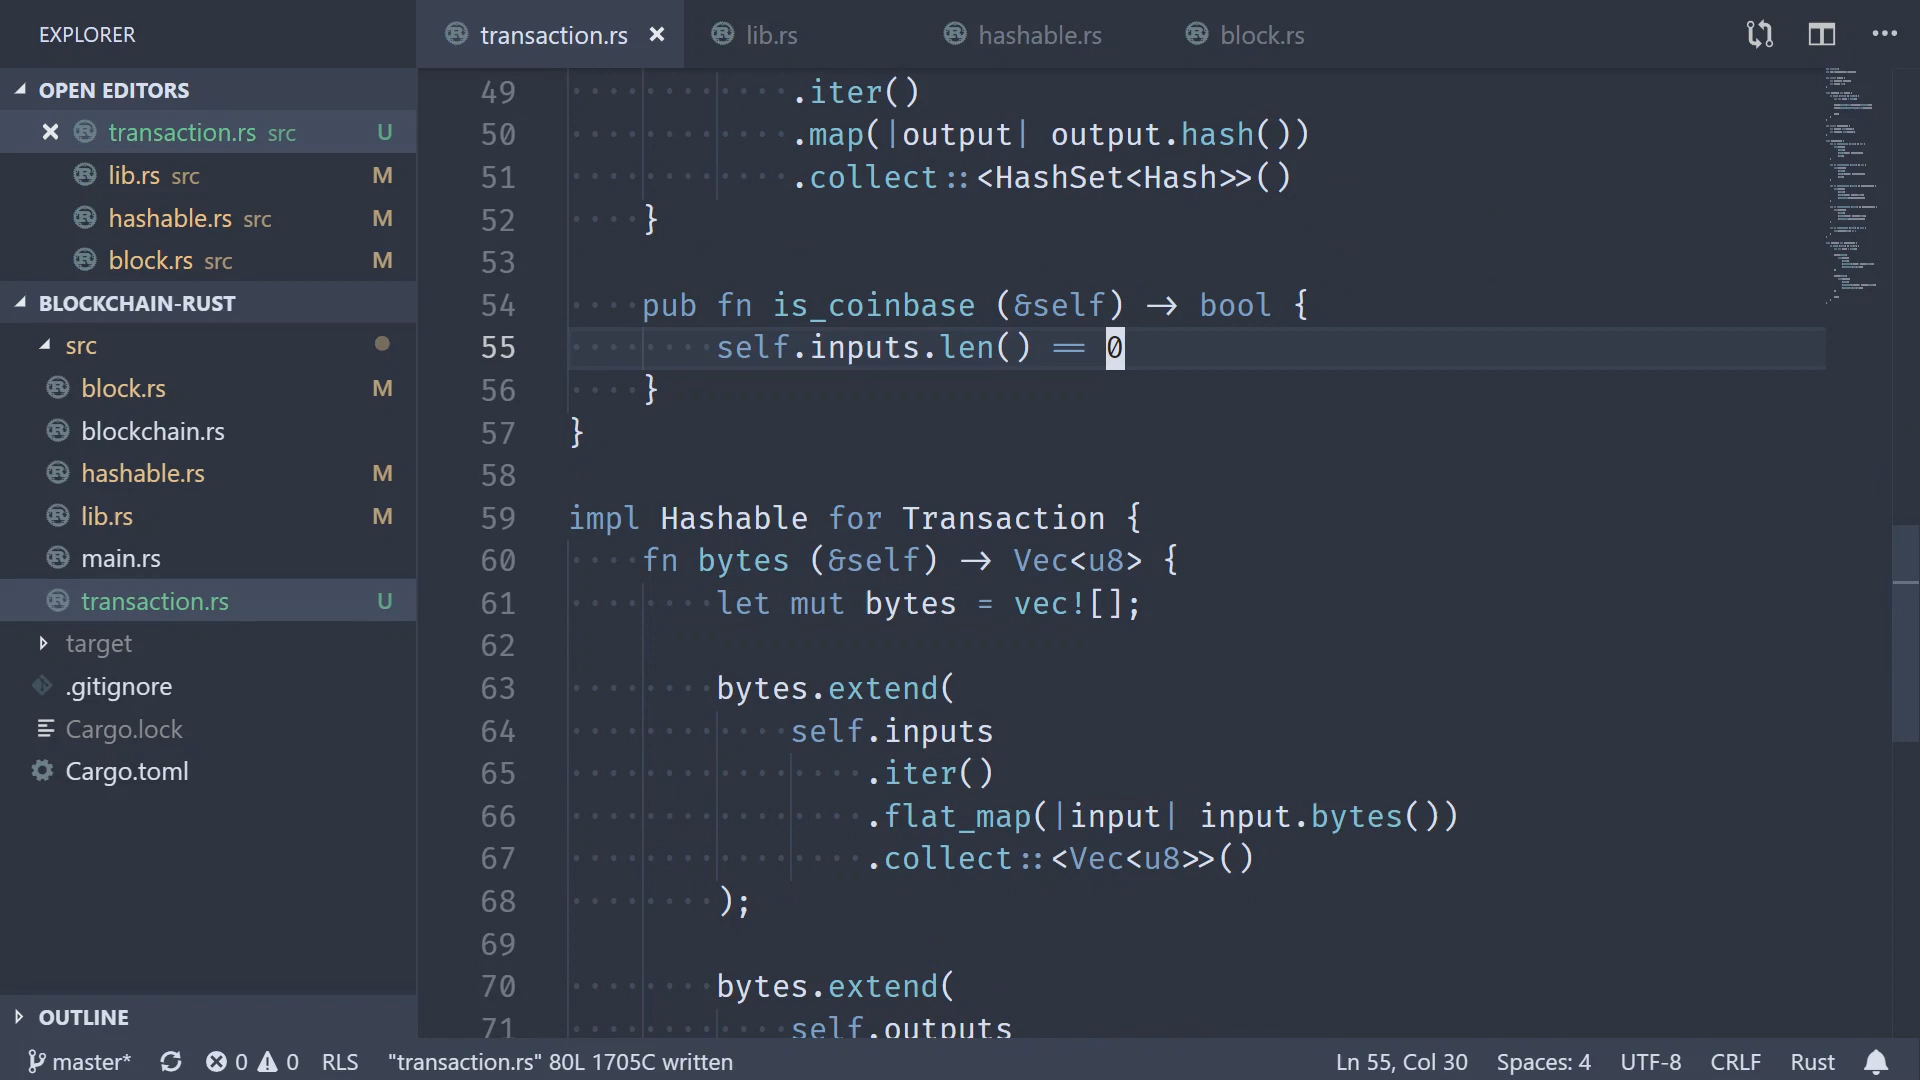 EXPLORER
transaction.rs
lib.rs
hashable.rs
block.rs
OPEN EDITORS
transaction.rs src U
lib.rs src M
hashable.rs src M
block.rs src M
BLOCKCHAIN-RUST
src
block.rs M
blockchain.rs
hashable.rs M
lib.rs M
main.rs
transaction.rs U
target
.gitignore
Cargo.lock
Cargo.toml
OUTLINE
49 .iter()
50 .map(|output| output.hash())
51 .collect::<HashSet<Hash>>()
52 }
53
54 pub fn is_coinbase (&self) -> bool {
55 self.inputs.len() == 0
56 }
57 }
58
59 impl Hashable for Transaction {
60 fn bytes (&self) -> Vec<u8> {
61 let mut bytes = vec![];
62
63 bytes.extend(
64 self.inputs
65 .iter()
66 .flat_map(|input| input.bytes())
67 .collect::<Vec<u8>>()
68 );
69
70 bytes.extend(
71 self.outputs
master* 0 0 RLS "transaction.rs" 80L 1705C written Ln 55, Col 30 Spaces: 4 UTF-8 CRLF Rust